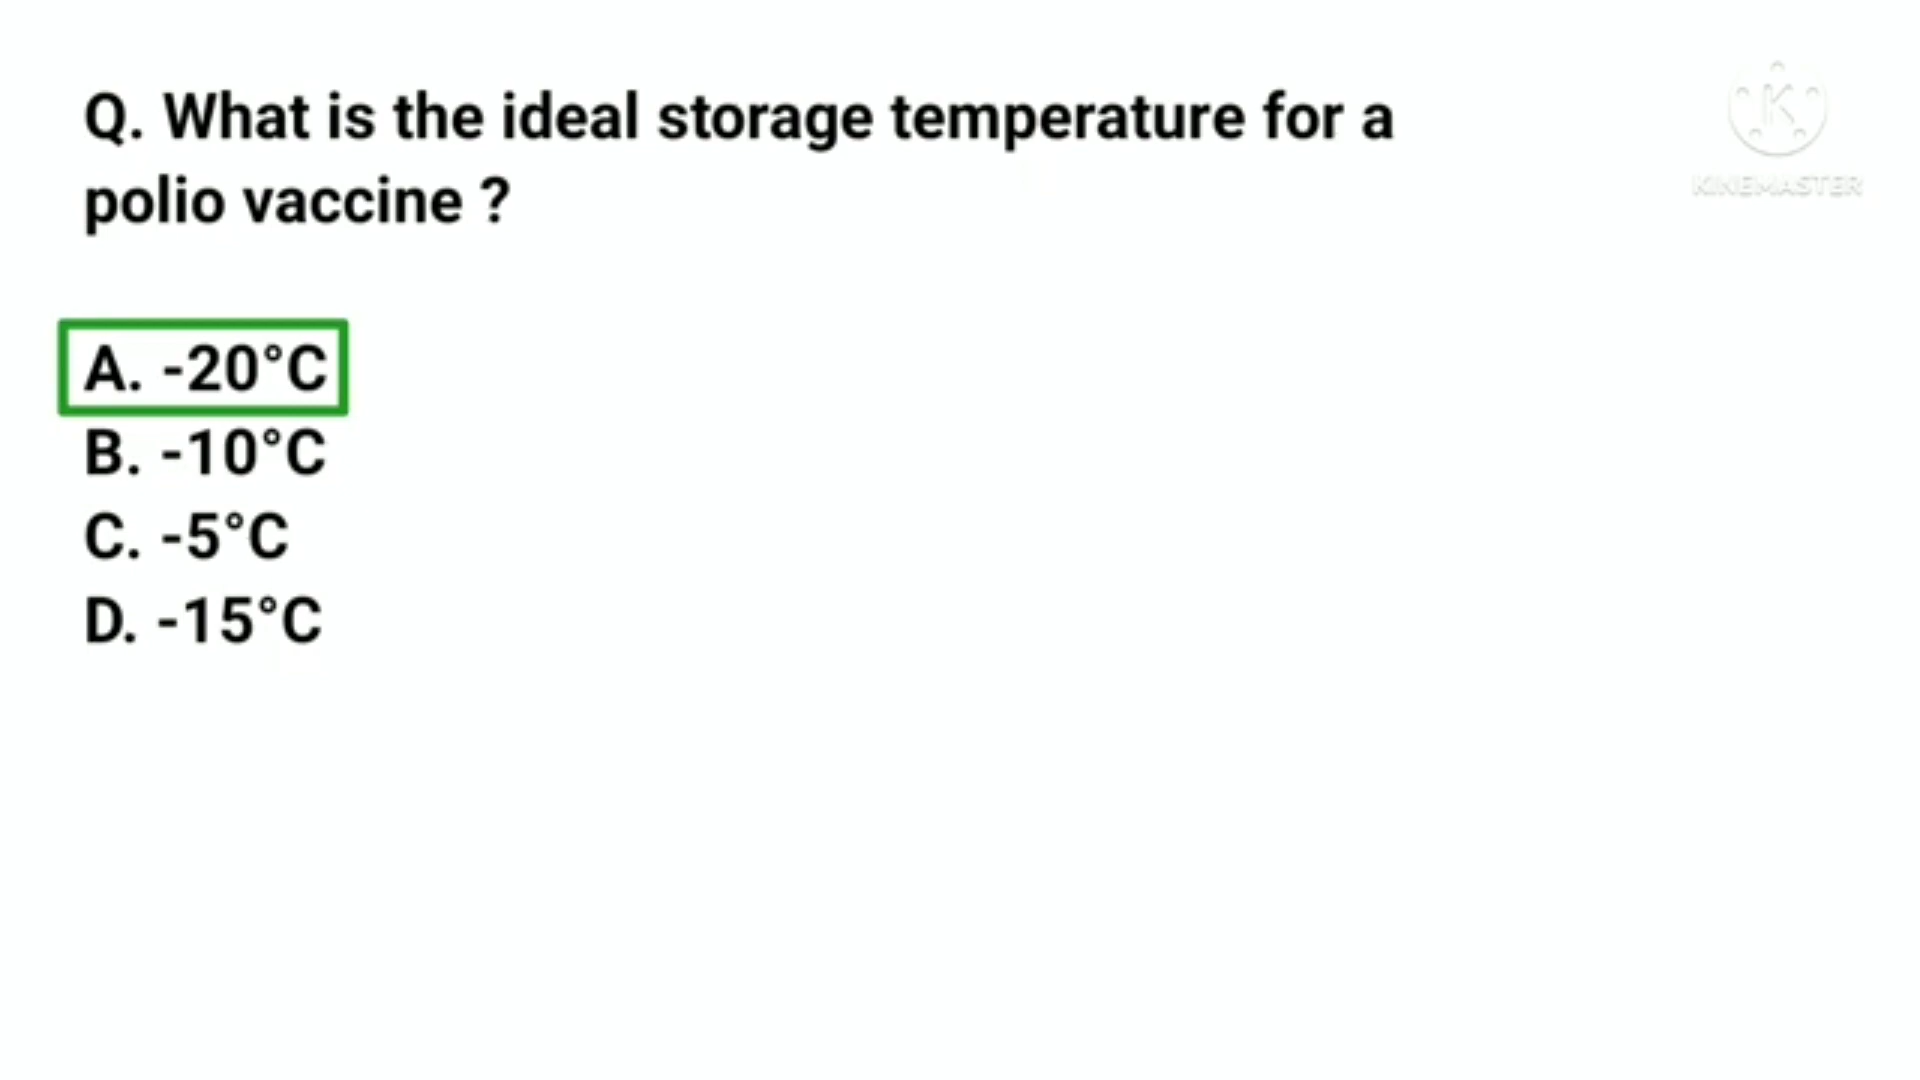 Q. What is the ideal storage temperature for a
polio vaccine ?
A. -20°C
B. -10°C
C. -5°C
D. -15°C
K
KINEMASTER